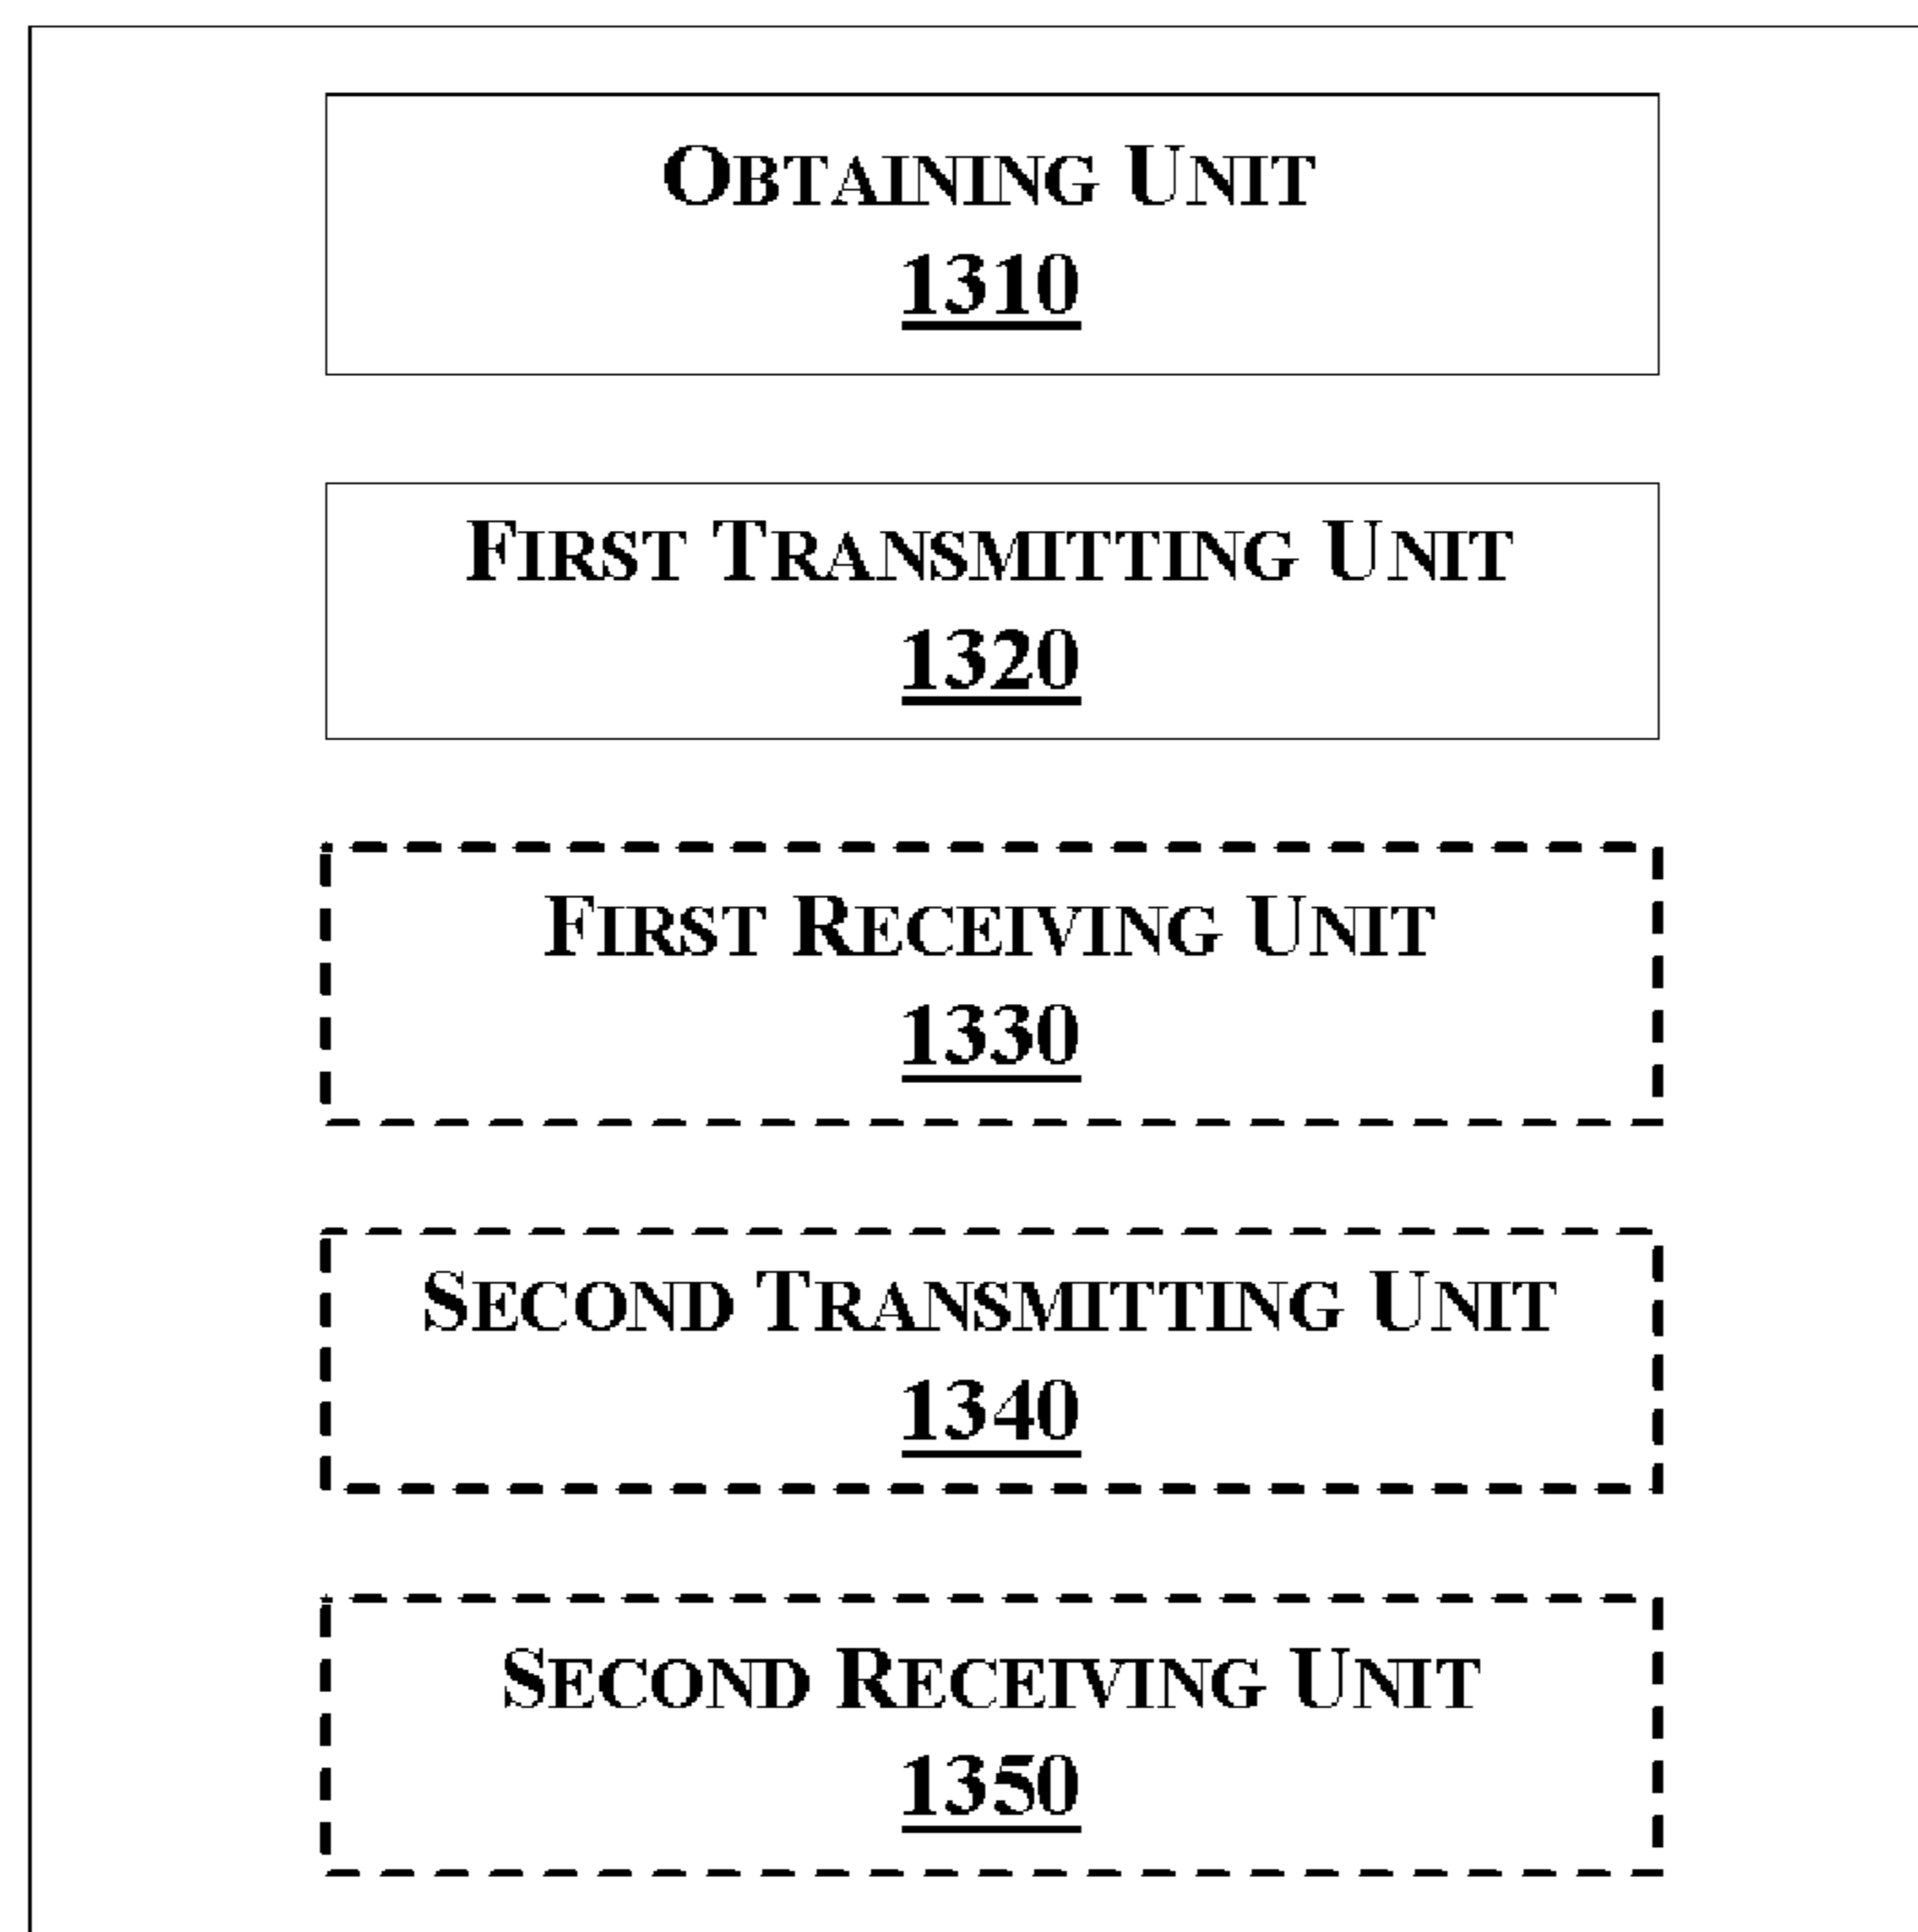 OBTAINING UNIT
1310
FIRST TRANSMITTING UNIT
1320
FIRST RECEIVING UNIT
1330
SECOND TRANSMITTING UNIT
1340
SECOND RECEIVING UNIT
1350